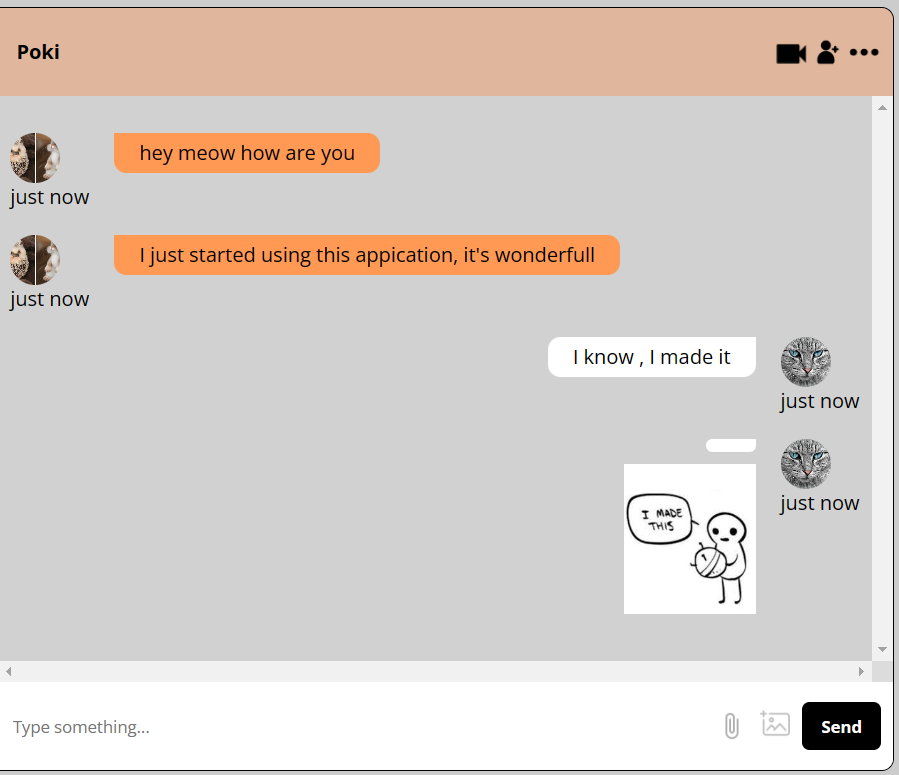 Poki
hey meow how are you
just now
I just started using this appication, it's wonderfull
just now
I know , I made it
just now
just now
I MADE
THIS
Type something...
Send